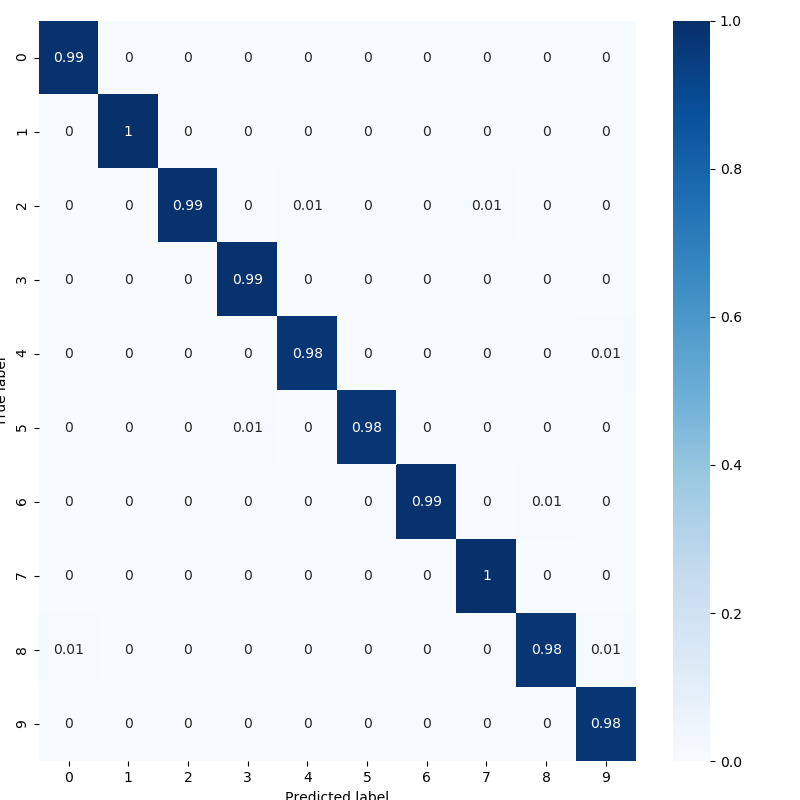 0 0.99 0 0 0 0 0 0 0 0 0 1.0
1 0 1 0 0 0 0 0 0 0 0
2 0 0 0.99 0 0.01 0 0 0.01 0 0 0.8
3 0 0 0 0.99 0 0 0 0 0 0 0.6
4 0 0 0 0 0.98 0 0 0 0 0.01
True label
5 0 0 0 0.01 0 0.98 0 0 0 0 0.4
6 0 0 0 0 0 0 0.99 0 0.01 0
7 0 0 0 0 0 0 0 1 0 0 0.2
8 0.01 0 0 0 0 0 0 0 0.98 0.01
9 0 0 0 0 0 0 0 0 0 0.98 0.0
0 1 2 3 4 5 6 7 8 9
Predicted label